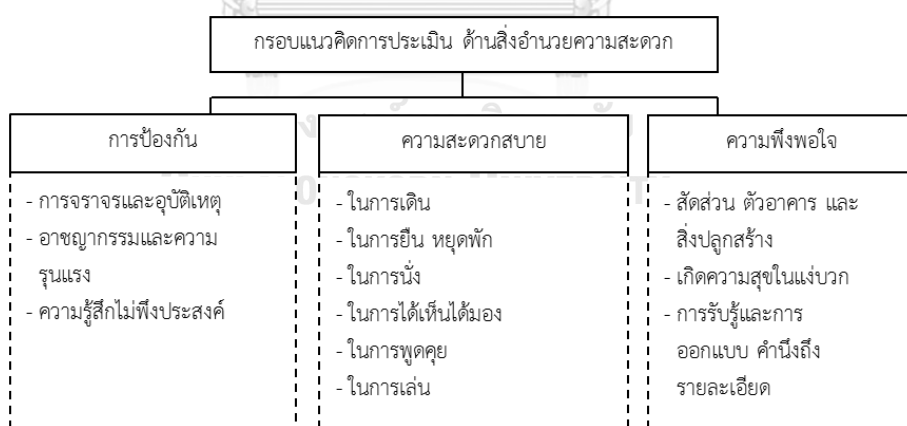 กรอบแนวคิดการประเมิน ด้านสิ่งอำนวยความสะดวก
การป้องกัน
- การจราจรและอุบัติเหตุ
- อาชญากรรมและความ
รุนแรง
- ความรู้สึกไม่พึงประสงค์
ความสะดวกสบาย
- ในการเดิน
- ในการยืน หยุดพัก
- ในการนั่ง
- ในการได้เห็นได้มอง
- ในการพูดคุย
- ในการเล่น
ความพึงพอใจ
- สัดส่วน ตัวอาคาร และ
สิ่งปลูกสร้าง
- เกิดความสุขในแง่บวก
- การรับรู้และการ
ออกแบบ คำนึงถึง
รายละเอียด